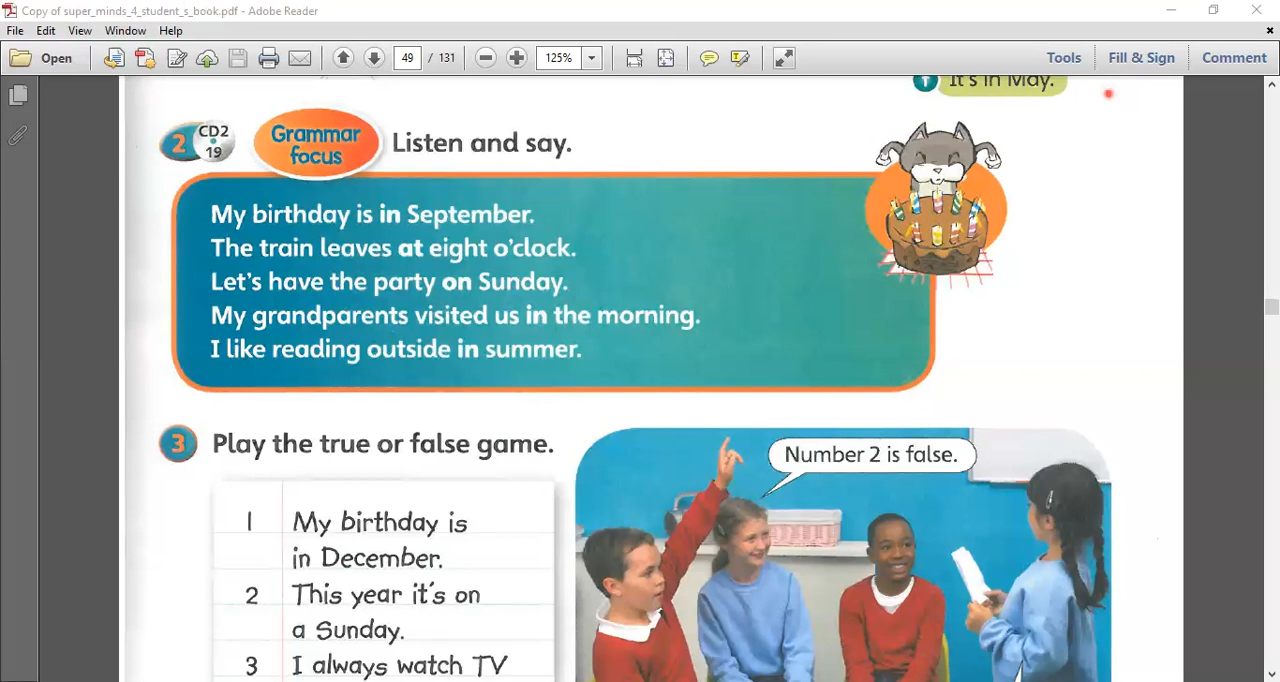 Copy of super_minds_4_student_s_book.pdf - Adobe Reader
File Edit View Window Help
Open 49 / 131 125% Tools Fill & Sign Comment
T It's in May.
2 CD2 19 Grammar focus Listen and say.
My birthday is in September.
The train leaves at eight o'clock.
Let's have the party on Sunday.
My grandparents visited us in the morning.
I like reading outside in summer.
3 Play the true or false game.
Number 2 is false.
1 My birthday is
in December.
2 This year it's on
a Sunday.
3 I always watch TV